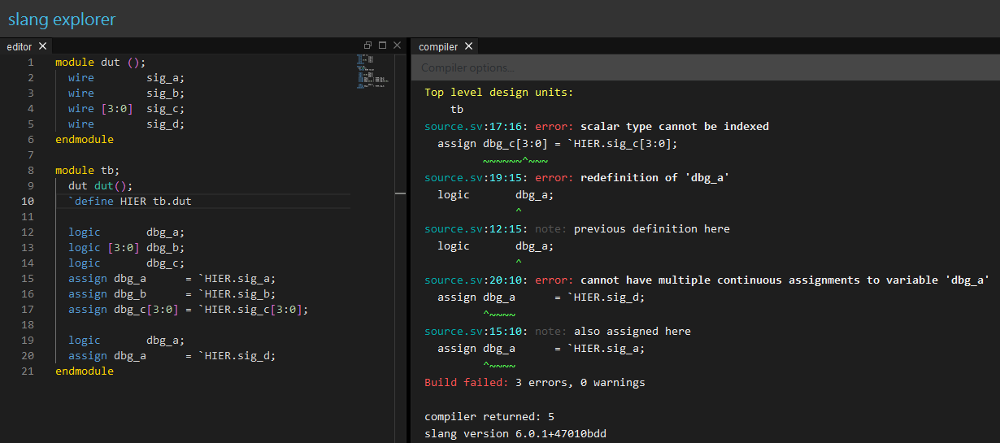 slang explorer
editor
1 module dut ();
2   wire        sig_a;
3   wire        sig_b;
4   wire [3:0]  sig_c;
5   wire        sig_d;
6 endmodule
7
8 module tb;
9   dut dut();
10   `define HIER tb.dut
11
12   logic       dbg_a;
13   logic [3:0] dbg_b;
14   logic       dbg_c;
15   assign dbg_a      = `HIER.sig_a;
16   assign dbg_b      = `HIER.sig_b;
17   assign dbg_c[3:0] = `HIER.sig_c[3:0];
18
19   logic       dbg_a;
20   assign dbg_a      = `HIER.sig_d;
21 endmodule
compiler
Compiler options...
Top level design units:
    tb
source.sv:17:16: error: scalar type cannot be indexed
  assign dbg_c[3:0] = `HIER.sig_c[3:0];
         ~~~~~~^~~~
source.sv:19:15: error: redefinition of 'dbg_a'
  logic       dbg_a;
              ^
source.sv:12:15: note: previous definition here
  logic       dbg_a;
              ^
source.sv:20:10: error: cannot have multiple continuous assignments to variable 'dbg_a'
  assign dbg_a      = `HIER.sig_d;
         ^~~~~
source.sv:15:10: note: also assigned here
  assign dbg_a      = `HIER.sig_a;
         ^~~~~
Build failed: 3 errors, 0 warnings
compiler returned: 5
slang version 6.0.1+47010bdd